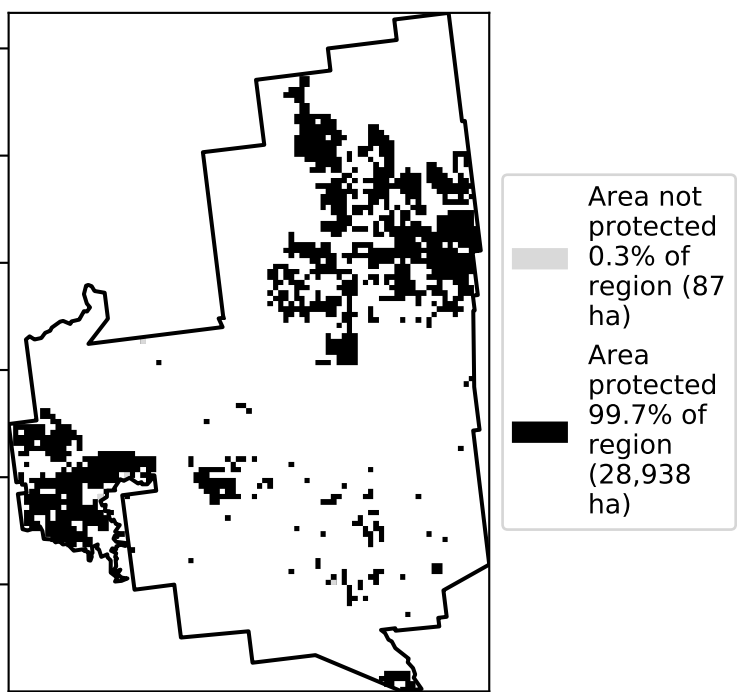 Area not
protected
0.3% of
region (87
ha)
Area
protected
99.7% of
region
(28,938
ha)